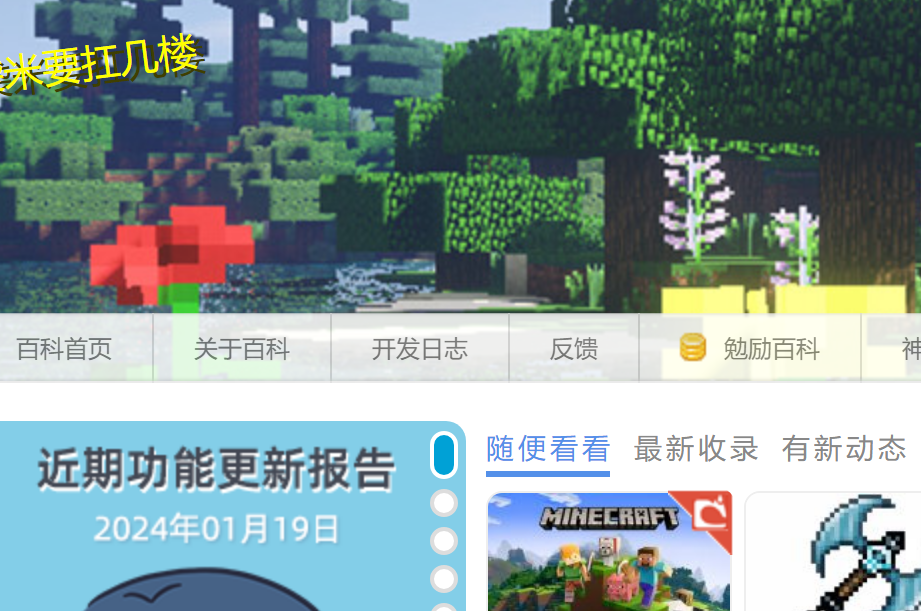 米要扛几楼
百科首页
关于百科
开发日志
反馈
勉励百科
神
近期功能更新报告
2024年01月19日
随便看看
最新收录
有新动态
MINECRAFT